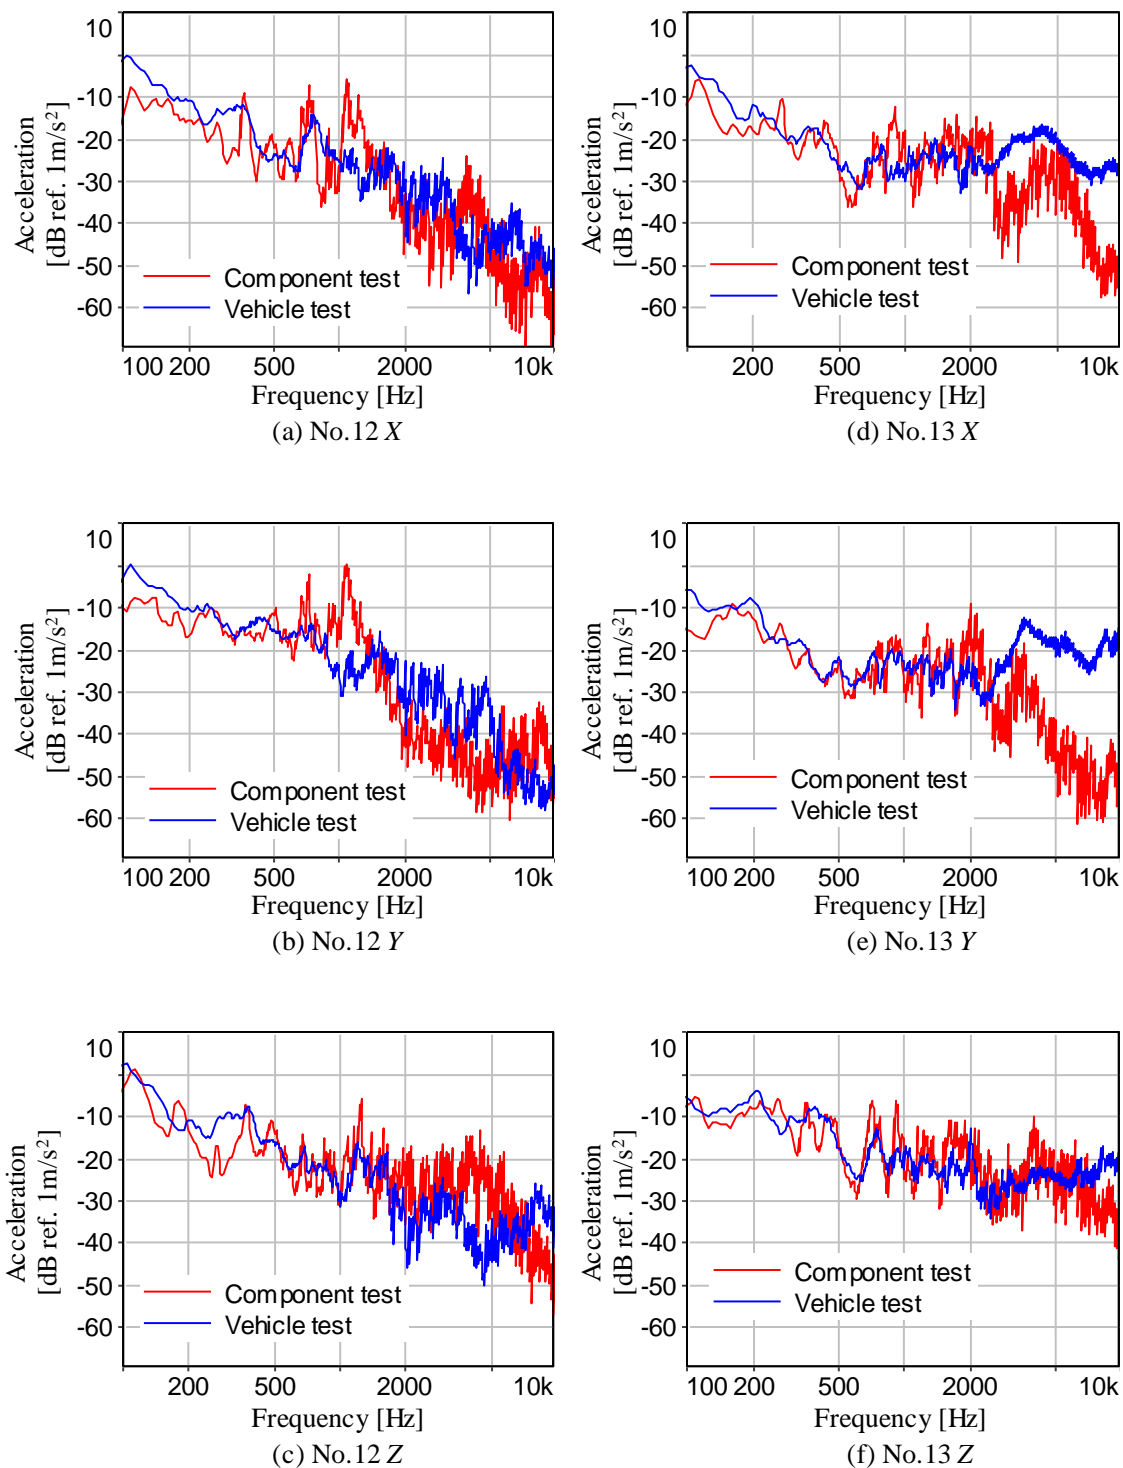 10
-10
-20
-30
-40
-50
-60
Acceleration
[dB ref. 1m/s²]
Component test
Vehicle test
100 200 500 2000 10k
Frequency [Hz]
(a) No.12 X
10
-10
-20
-30
-40
-50
-60
Acceleration
[dB ref. 1m/s²]
Component test
Vehicle test
200 500 2000 10k
Frequency [Hz]
(d) No.13 X
10
-10
-20
-30
-40
-50
-60
Acceleration
[dB ref. 1m/s²]
Component test
Vehicle test
100 200 500 2000 10k
Frequency [Hz]
(b) No.12 Y
10
-10
-20
-30
-40
-50
-60
Acceleration
[dB ref. 1m/s²]
Component test
Vehicle test
100 200 500 2000 10k
Frequency [Hz]
(e) No.13 Y
10
-10
-20
-30
-40
-50
-60
Acceleration
[dB ref. 1m/s²]
Component test
Vehicle test
200 500 2000 10k
Frequency [Hz]
(c) No.12 Z
10
-10
-20
-30
-40
-50
-60
Acceleration
[dB ref. 1m/s²]
Component test
Vehicle test
100 200 500 2000 10k
Frequency [Hz]
(f) No.13 Z